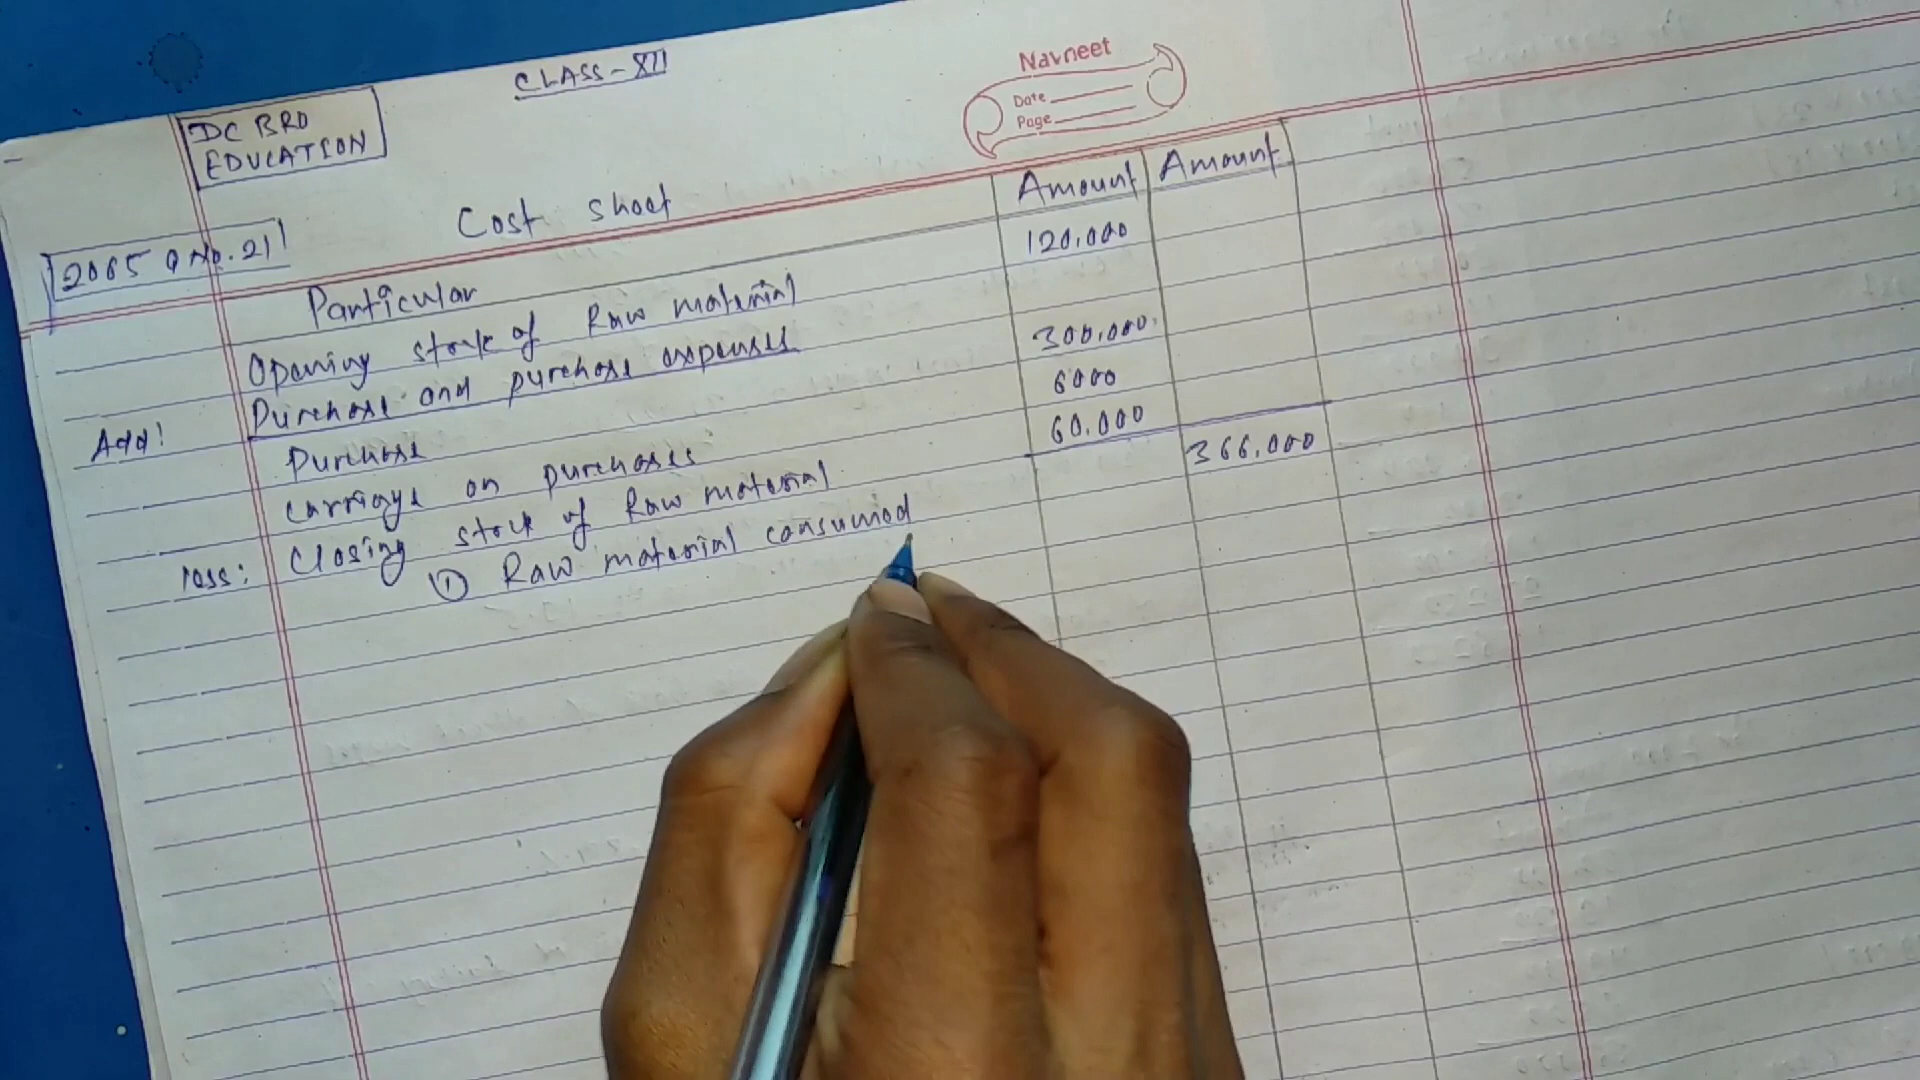 CLASS-XII
Navneet
Date
Page
DC BRO
EDUCATION
2065 Q No. 21
Cost sheet
Particular Amount Amount
Opening stock of Raw material 120,000
Add: Purchase and purchase expenses
Purchase 300,000
Carriage on purchases 6000
less: Closing stock of Raw material 60,000
① Raw material consumed 366,000